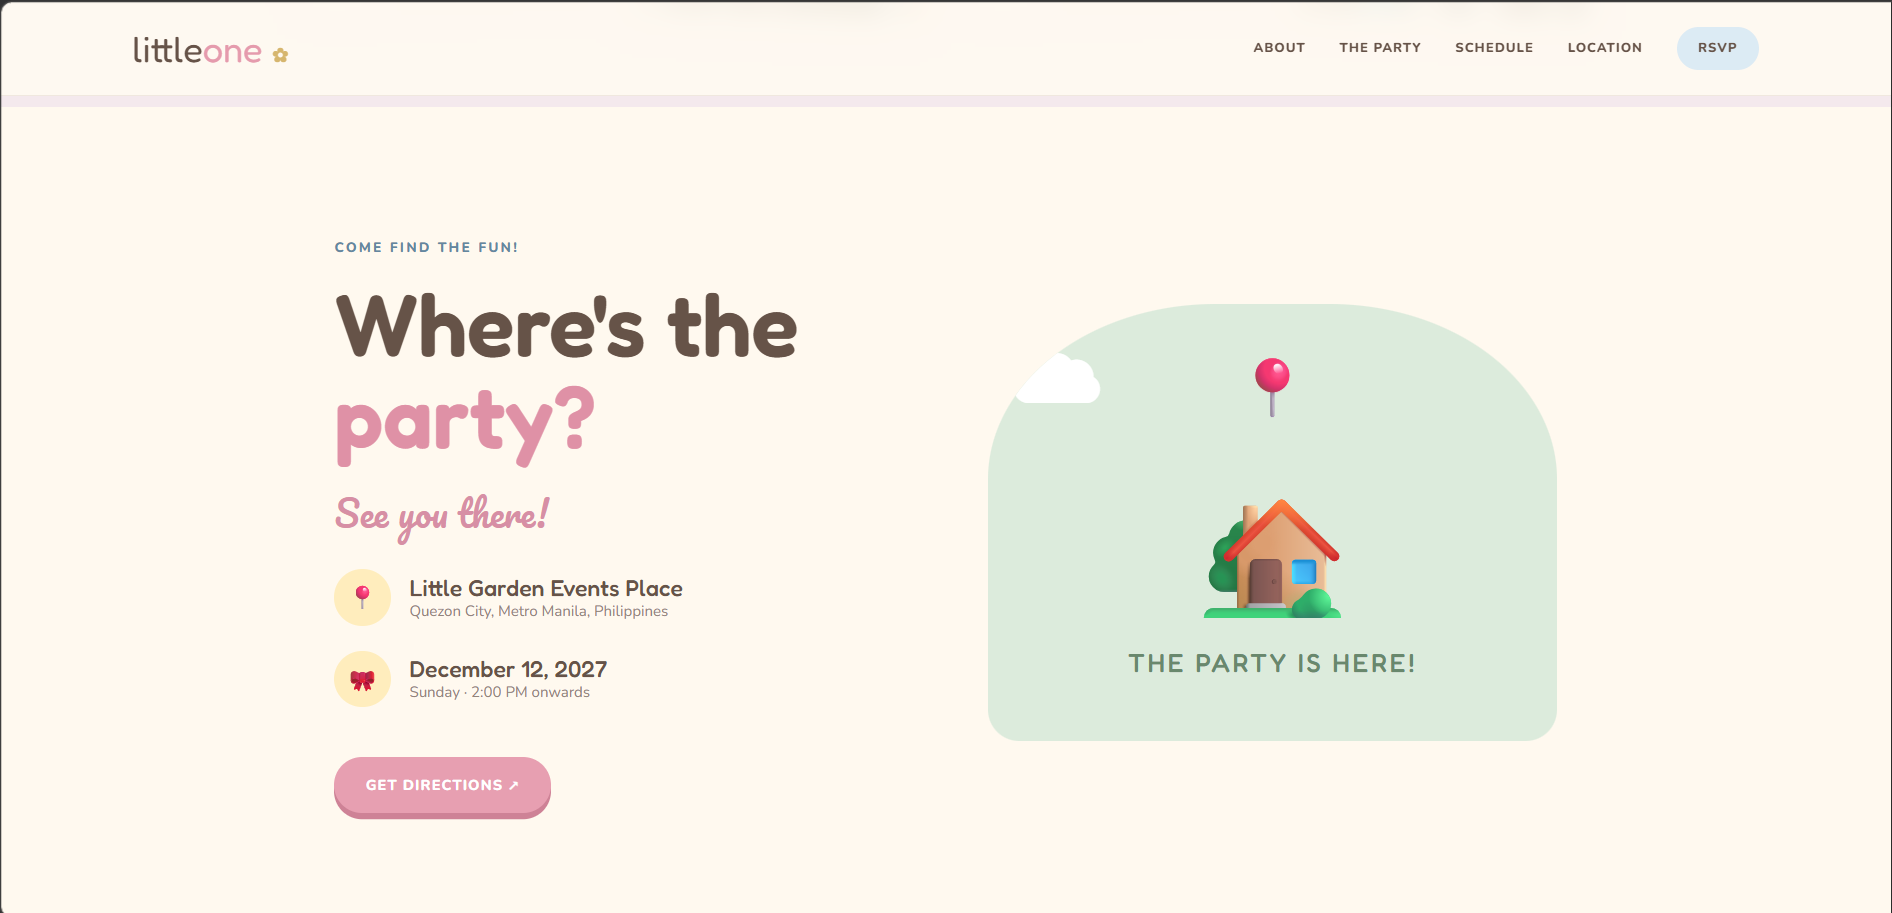 littleone
ABOUT THE PARTY SCHEDULE LOCATION RSVP
COME FIND THE FUN!
Where's the
party?
See you there!
Little Garden Events Place
Quezon City, Metro Manila, Philippines
December 12, 2027
Sunday · 2:00 PM onwards
GET DIRECTIONS ↗
THE PARTY IS HERE!